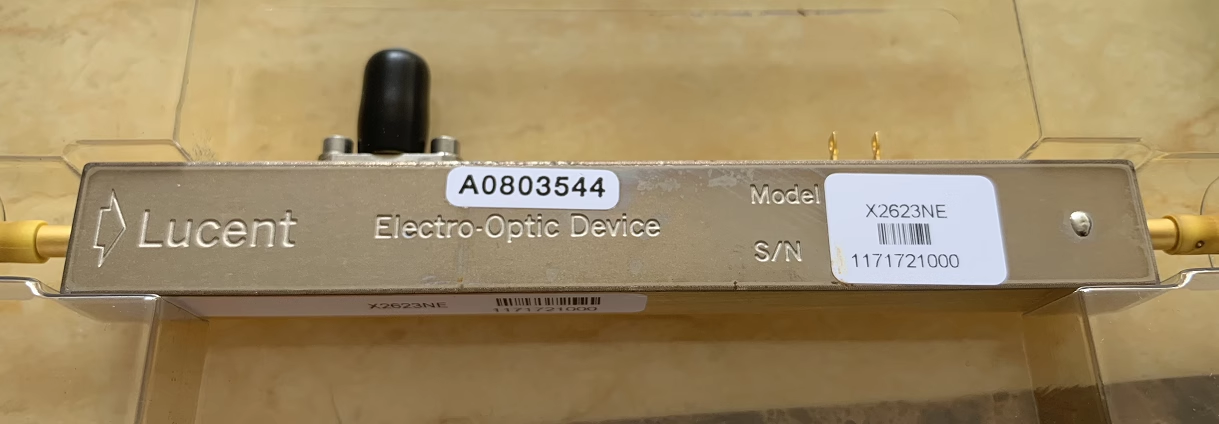 Lucent
A0803544
Electro-Optic Device
Model
S/N
X2623NE
1171721000
X2623NE
1171721000